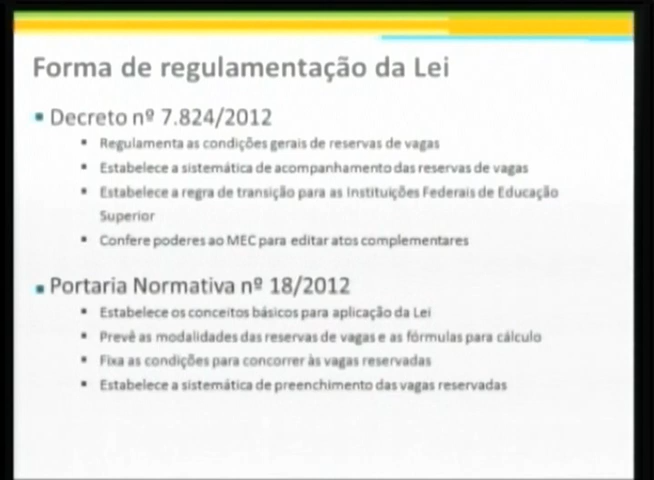 Forma de regulamentação da Lei
▪ Decreto nº 7.824/2012
▪ Regulamenta as condições gerais de reservas de vagas
▪ Estabelece a sistemática de acompanhamento das reservas de vagas
▪ Estabelece a regra de transição para as Instituições Federais de Educação
Superior
▪ Confere poderes ao MEC para editar atos complementares
▪ Portaria Normativa nº 18/2012
▪ Estabelece os conceitos básicos para aplicação da Lei
▪ Prevê as modalidades das reservas de vagas e as fórmulas para cálculo
▪ Fixa as condições para concorrer às vagas reservadas
▪ Estabelece a sistemática de preenchimento das vagas reservadas